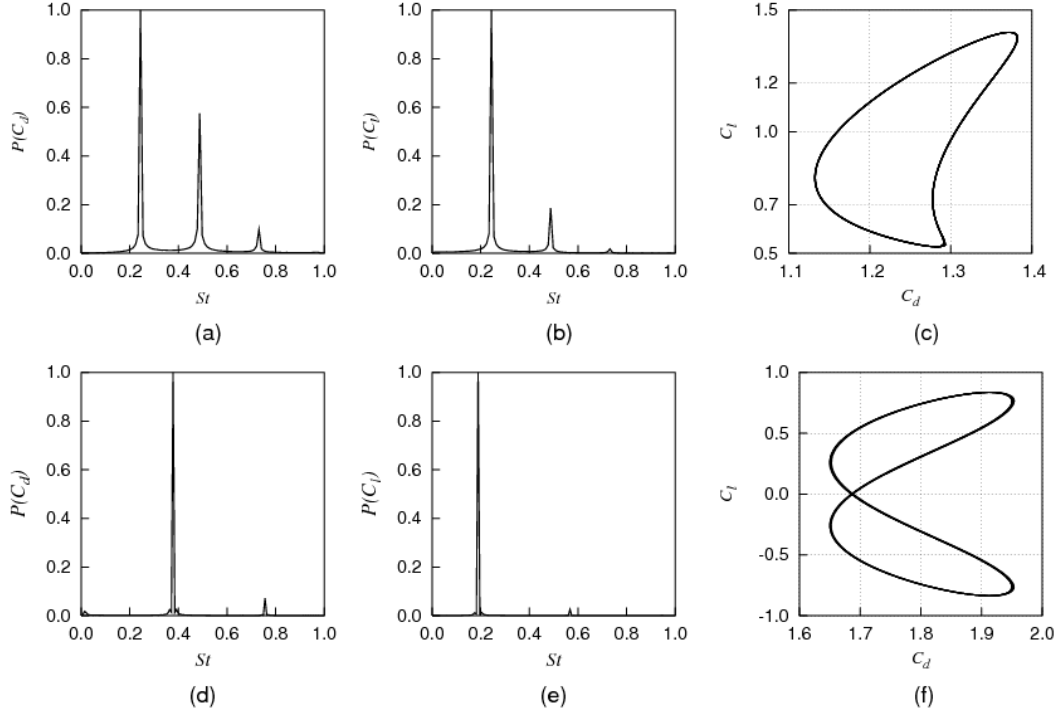 1.0
0.8
0.6
0.4
0.2
0.0
P(C_d)
0.0 0.2 0.4 0.6 0.8 1.0
St
(a)
1.0
0.8
0.6
0.4
0.2
0.0
P(C_l)
0.0 0.2 0.4 0.6 0.8 1.0
St
(b)
1.5
1.2
1.0
0.7
0.5
C_l
1.1 1.2 1.3 1.4
C_d
(c)
1.0
0.8
0.6
0.4
0.2
0.0
P(C_d)
0.0 0.2 0.4 0.6 0.8 1.0
St
(d)
1.0
0.8
0.6
0.4
0.2
0.0
P(C_l)
0.0 0.2 0.4 0.6 0.8 1.0
St
(e)
1.0
0.5
0.0
-0.5
-1.0
C_l
1.6 1.7 1.8 1.9 2.0
C_d
(f)